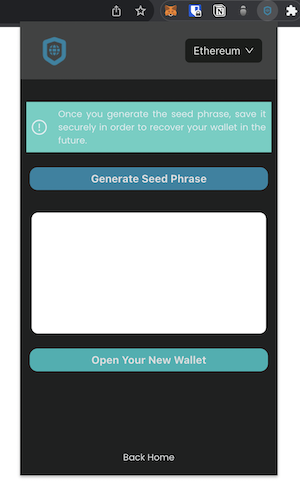 Ethereum
Once you generate the seed phrase, save it
securely in order to recover your wallet in the
future.
Generate Seed Phrase
Open Your New Wallet
Back Home